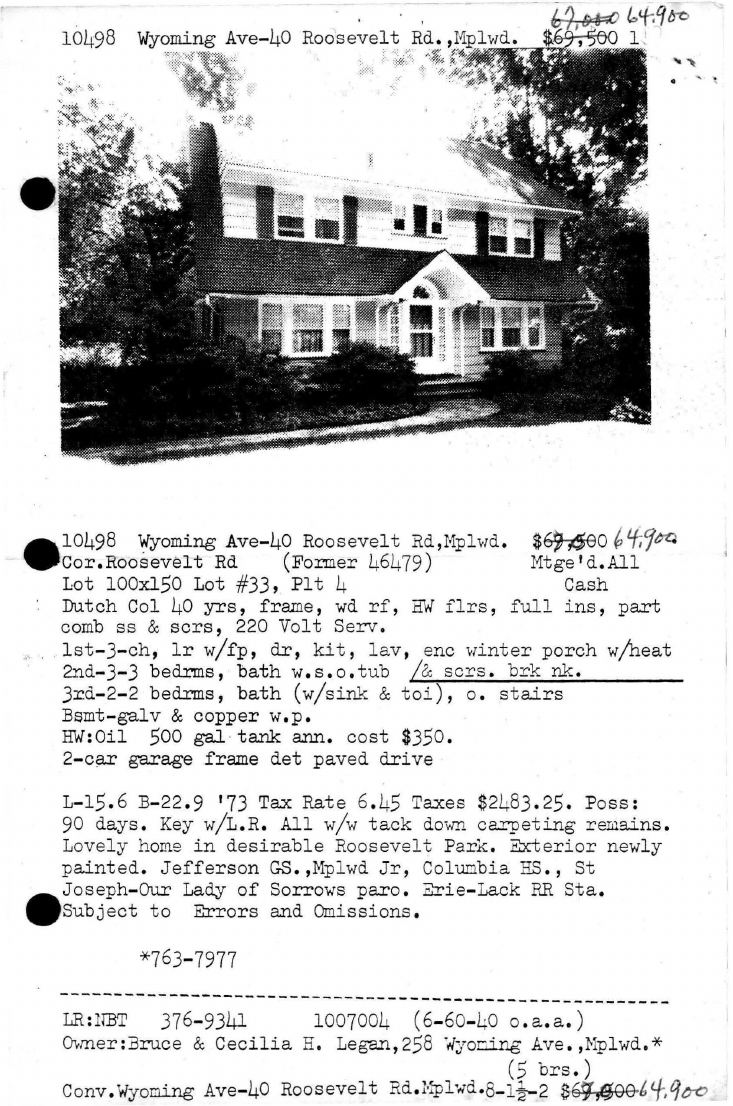 67,000 64.900
10498 Wyoming Ave-40 Roosevelt Rd.,Mplwd. $69,500 1
10498 Wyoming Ave-40 Roosevelt Rd,Mplwd. $69,500 64.900
Cor.Roosevelt Rd (Former 46479) Mtge'd.All
Lot 100x150 Lot #33, Plt 4 Cash
Dutch Col 40 yrs, frame, wd rf, HW flrs, full ins, part
comb ss & scrs, 220 Volt Serv.
1st-3-ch, lr w/fp, dr, kit, lav, enc winter porch w/heat
2nd-3-3 bedrms, bath w.s.o.tub /& scrs. brk nk.
3rd-2-2 bedrms, bath (w/sink & toi), o. stairs
Bsmt-galv & copper w.p.
HW:Oil 500 gal tank ann. cost $350.
2-car garage frame det paved drive
L-15.6 B-22.9 '73 Tax Rate 6.45 Taxes $2483.25. Poss:
90 days. Key w/L.R. All w/w tack down carpeting remains.
Lovely home in desirable Roosevelt Park. Exterior newly
painted. Jefferson GS.,Mplwd Jr, Columbia HS., St
Joseph-Our Lady of Sorrows paro. Erie-Lack RR Sta.
Subject to Errors and Omissions.
*763-7977
LR:NBT 376-9341 1007004 (6-60-40 o.a.a.)
Owner:Bruce & Cecilia H. Legan,258 Wyoming Ave.,Mplwd.*
(5 brs.)
Conv.Wyoming Ave-40 Roosevelt Rd.Mplwd.8-1½-2 64.900